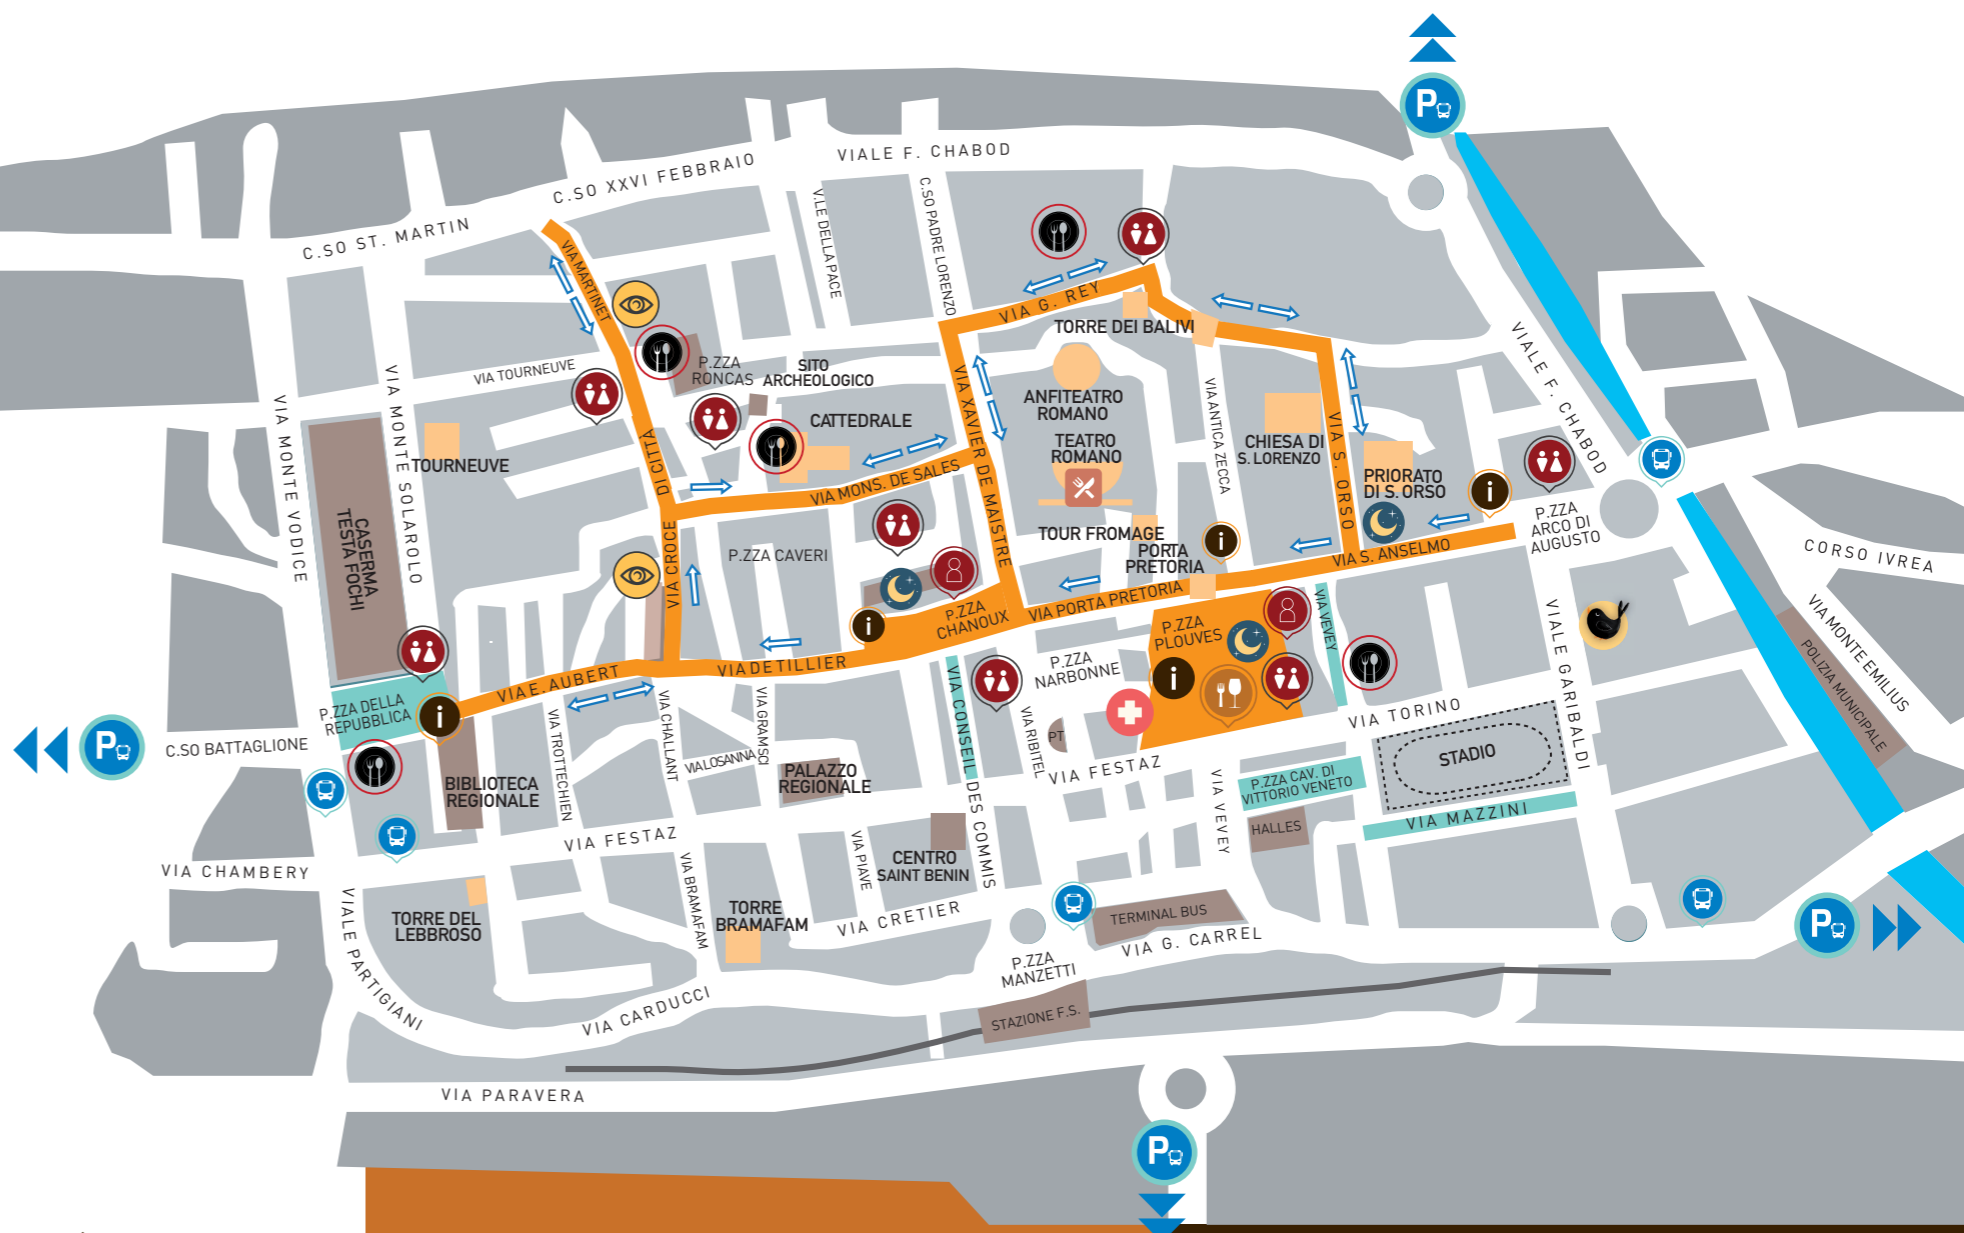 P
VIALE F. CHABOD
C.SO XXVI FEBBRAIO
C.SO ST. MARTIN
V.LE DELLA PACE
C.SO PADRE LORENZO
VIA MARTINET
VIA G. REY
TORRE DEI BALIVI
VIALE F. CHABOD
VIA TOURNEUVE
P.ZZA
RONCAS
SITO
ARCHEOLOGICO
CATTEDRALE
ANFITEATRO
ROMANO
TEATRO
ROMANO
VIA XAVIER DE MAISTRE
VIA ANTICA ZECCA
CHIESA DI
S. LORENZO
VIA S. ORSO
PRIORATO
DI S. ORSO
i
VIA MONTE VODICE
VIA MONTE SOLAROLO
TOURNEUVE
CASERMA
TESTA FOCHI
VIA CROCE DI CITTÀ
VIA MONS. DE SALES
P.ZZA CAVERI
TOUR FROMAGE
PORTA
PRETORIA
i
VIA S. ANSELMO
P.ZZA
ARCO DI
AUGUSTO
CORSO IVREA
VIA MONTE EMILIUS
POLIZIA MUNICIPALE
VIALE GARIBALDI
VIA PORTA PRETORIA
P.ZZA
CHANOUX
i
VIA DE TILLIER
VIA E. AUBERT
P.ZZA DELLA
REPUBBLICA
i
P
C.SO BATTAGLIONE
P.ZZA
PLOUVES
i
VIA VEVEY
P.ZZA
NARBONNE
PT
VIA RIBITEL
VIA CONSEIL DES COMMIS
VIA TROTTECHIEN
VIA CHALLANT
VIA GRAMSCI
VIA LOSANNA
BIBLIOTECA
REGIONALE
PALAZZO
REGIONALE
VIA FESTAZ
VIA TORINO
STADIO
P.ZZA CAV. DI
VITTORIO VENETO
VIA MAZZINI
HALLES
VIA VEVEY
VIA FESTAZ
VIA CHAMBERY
VIA PIAVE
CENTRO
SAINT BENIN
VIA BRAMAFAM
TORRE
BRAMAFAM
VIA CRETIER
TORRE DEL
LEBBROSO
VIALE PARTIGIANI
TERMINAL BUS
VIA G. CARREL
P
P.ZZA
MANZETTI
VIA CARDUCCI
STAZIONE F.S.
VIA PARAVERA
P